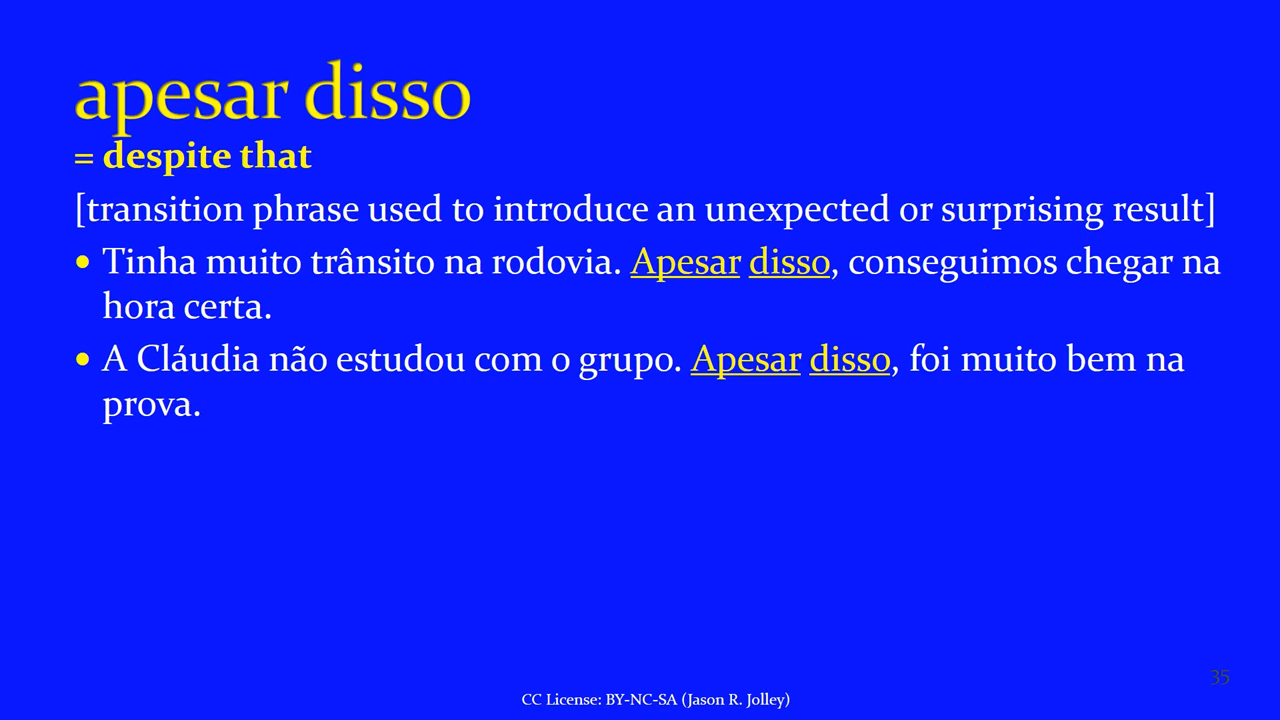 apesar disso
= despite that
[transition phrase used to introduce an unexpected or surprising result]
• Tinha muito trânsito na rodovia. Apesar disso, conseguimos chegar na
hora certa.
• A Cláudia não estudou com o grupo. Apesar disso, foi muito bem na
prova.
35
CC License: BY-NC-SA (Jason R. Jolley)